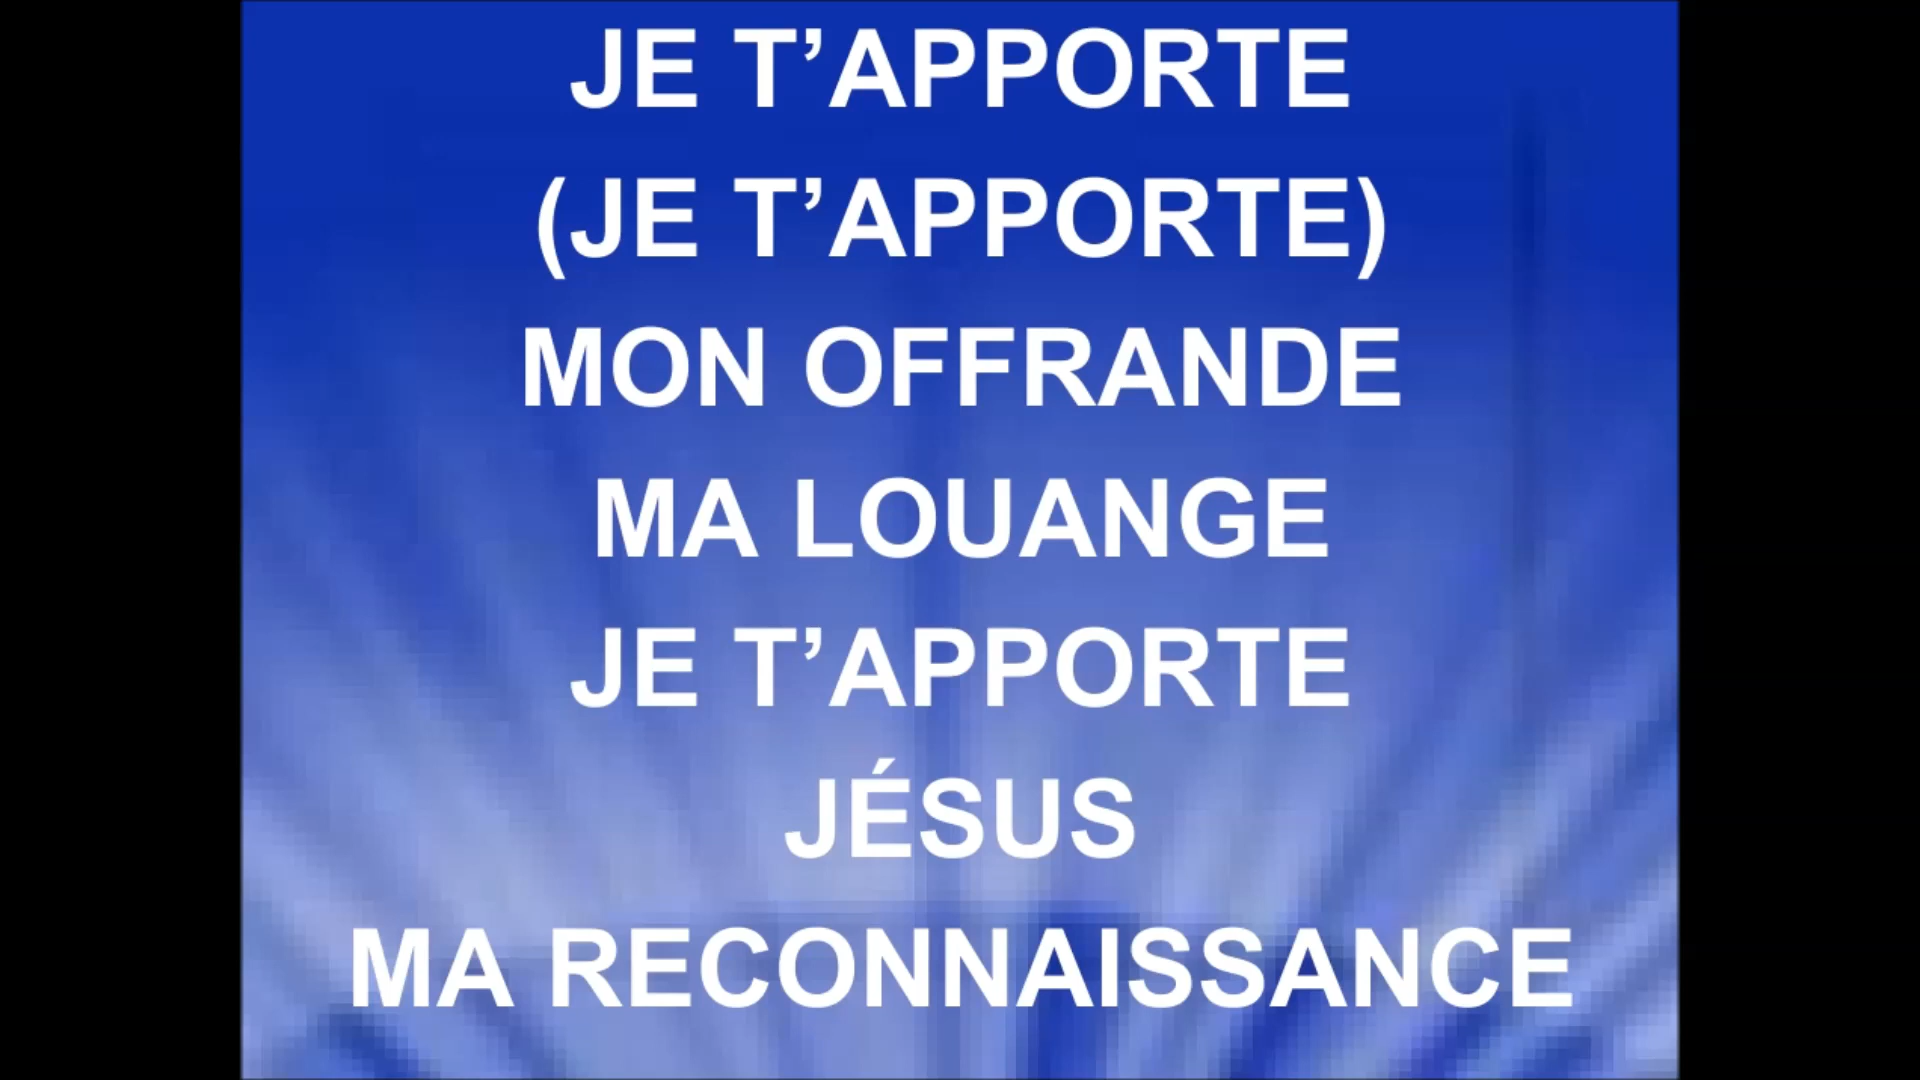 JE T’APPORTE
(JE T’APPORTE)
MON OFFRANDE
MA LOUANGE
JE T’APPORTE
JÉSUS
MA RECONNAISSANCE